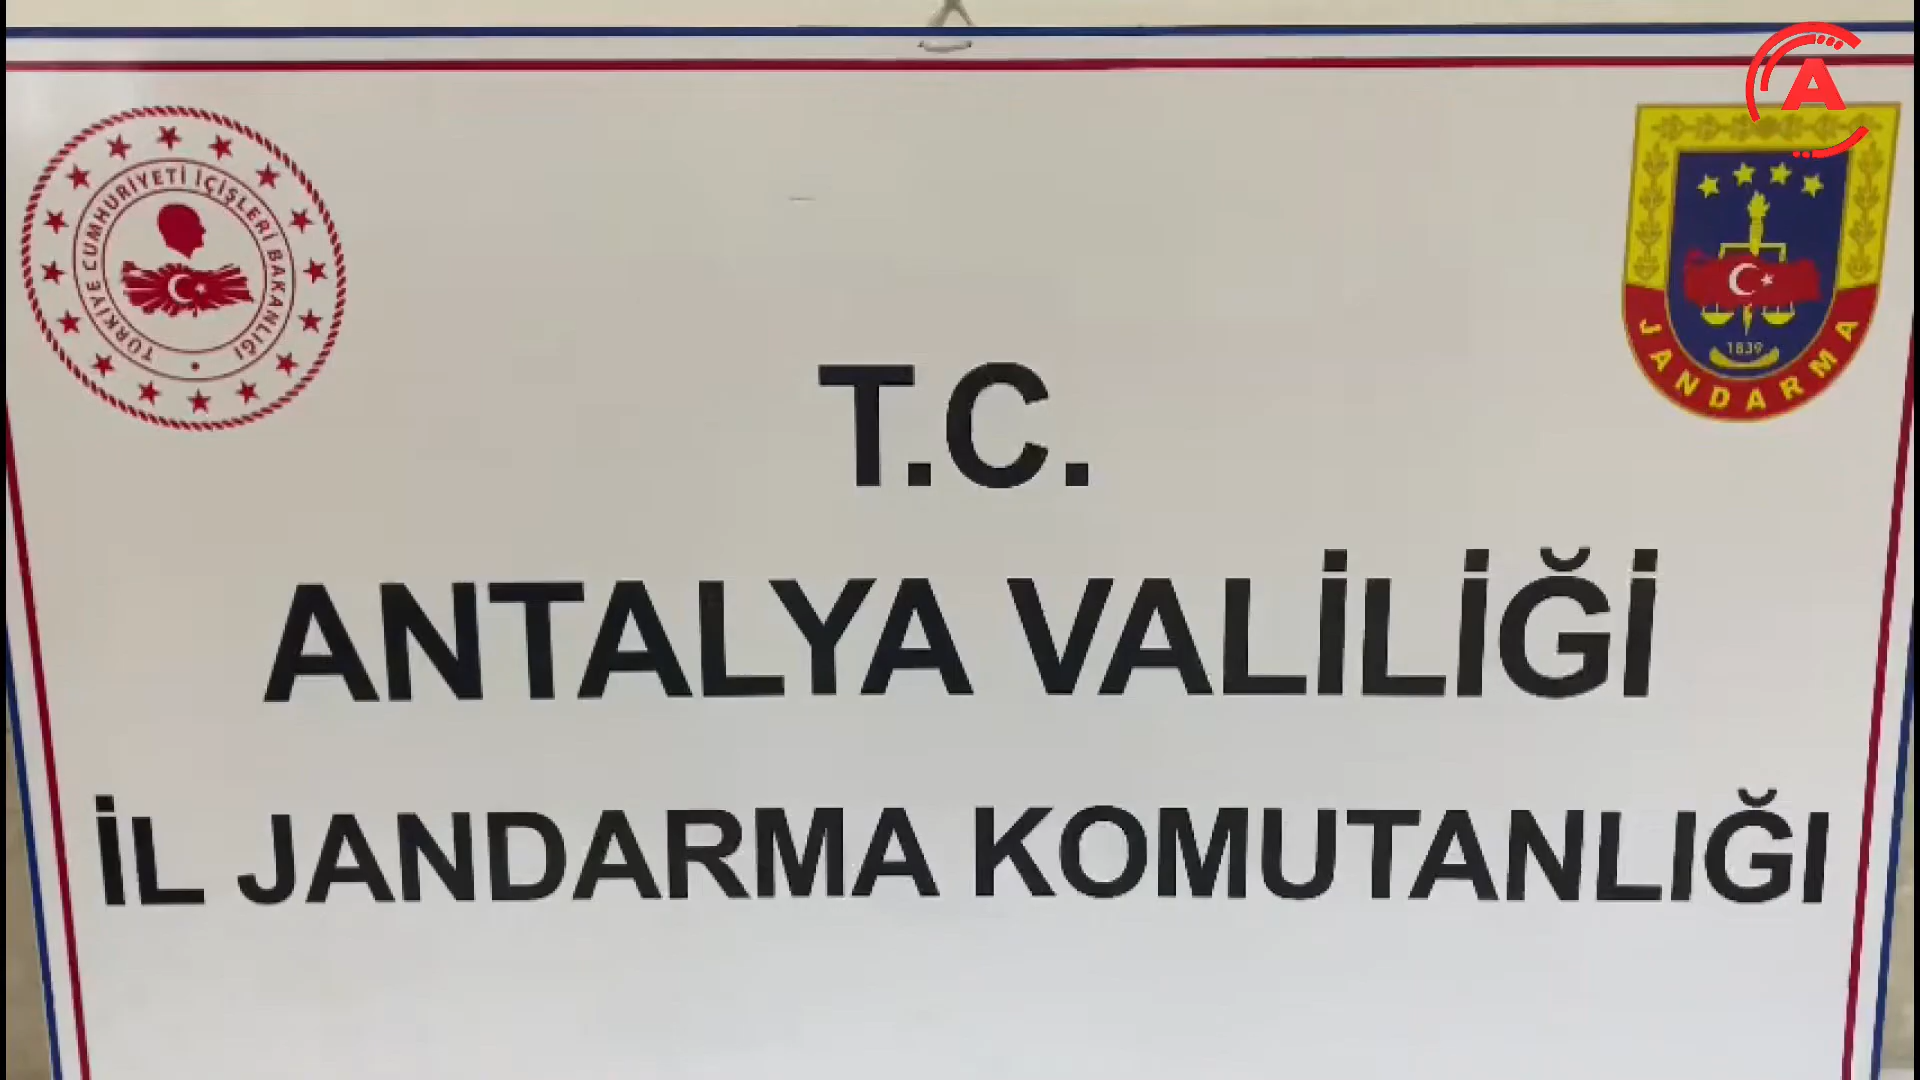 A
TÜRKİYE CUMHURİYETİ İÇİŞLERİ BAKANLIĞI
1839
JANDARMA
T.C.
ANTALYA VALİLİĞİ
İL JANDARMA KOMUTANLIĞI